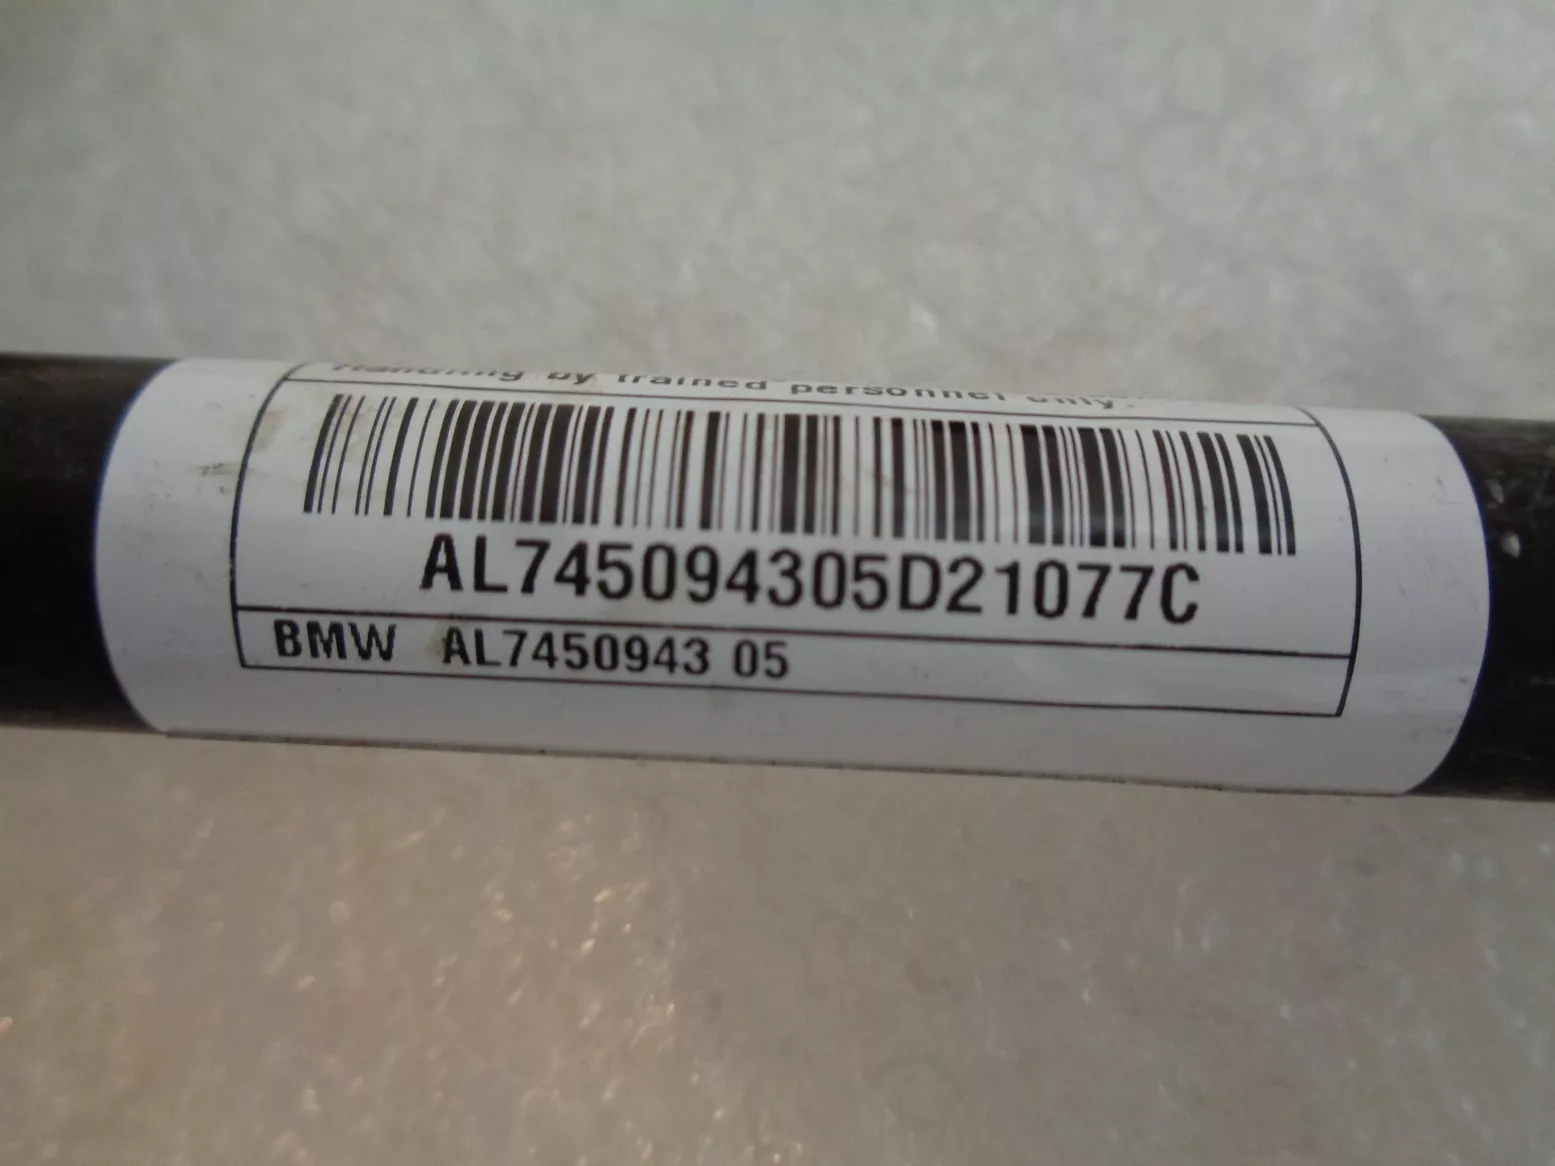 Handling by trained personnel only.
AL745094305D21077C
BMW AL7450943 05